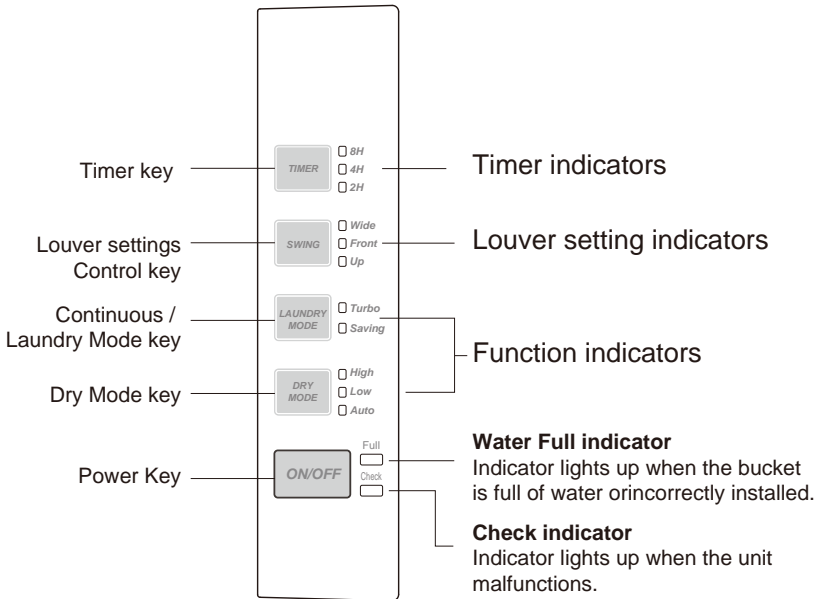 Timer key
TIMER
8H
4H
2H
Timer indicators
Louver settings
Control key
SWING
Wide
Front
Up
Louver setting indicators
Continuous /
Laundry Mode key
LAUNDRY
MODE
Turbo
Saving
Function indicators
Dry Mode key
DRY
MODE
High
Low
Auto
Power Key
ON/OFF
Full
Check
Water Full indicator
Indicator lights up when the bucket
is full of water orincorrectly installed.
Check indicator
Indicator lights up when the unit
malfunctions.